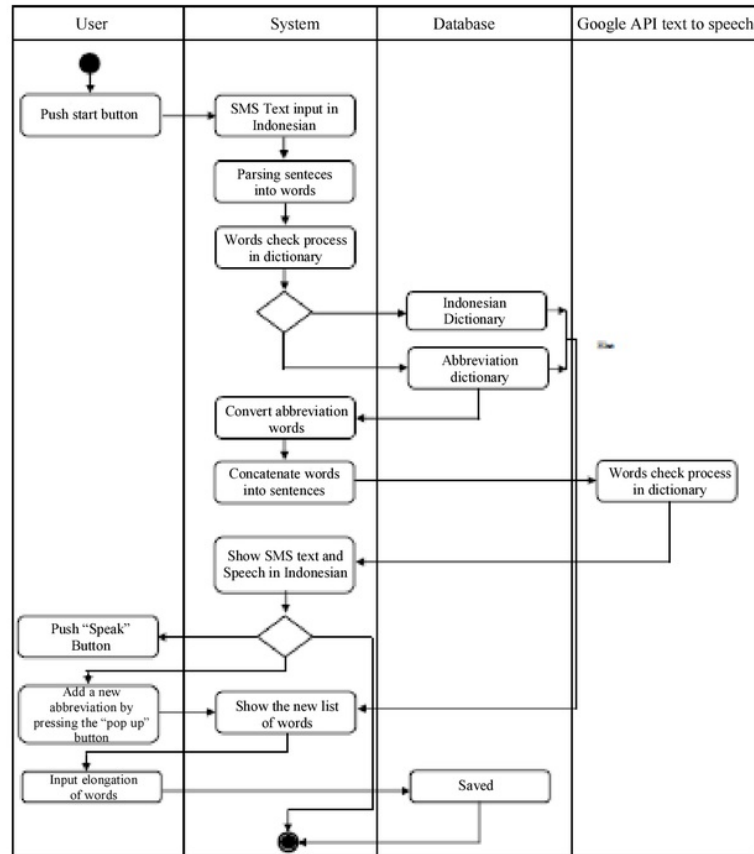 User
System
Database
Google API text to speech
Push start button
SMS Text input in
Indonesian
Parsing senteces
into words
Words check process
in dictionary
Indonesian
Dictionary
Abbreviation
dictionary
Convert abbreviation
words
Concatenate words
into sentences
Words check process
in dictionary
Show SMS text and
Speech in Indonesian
Push “Speak”
Button
Add a new
abbreviation by
pressing the “pop up”
button
Show the new list
of words
Input elongation
of words
Saved